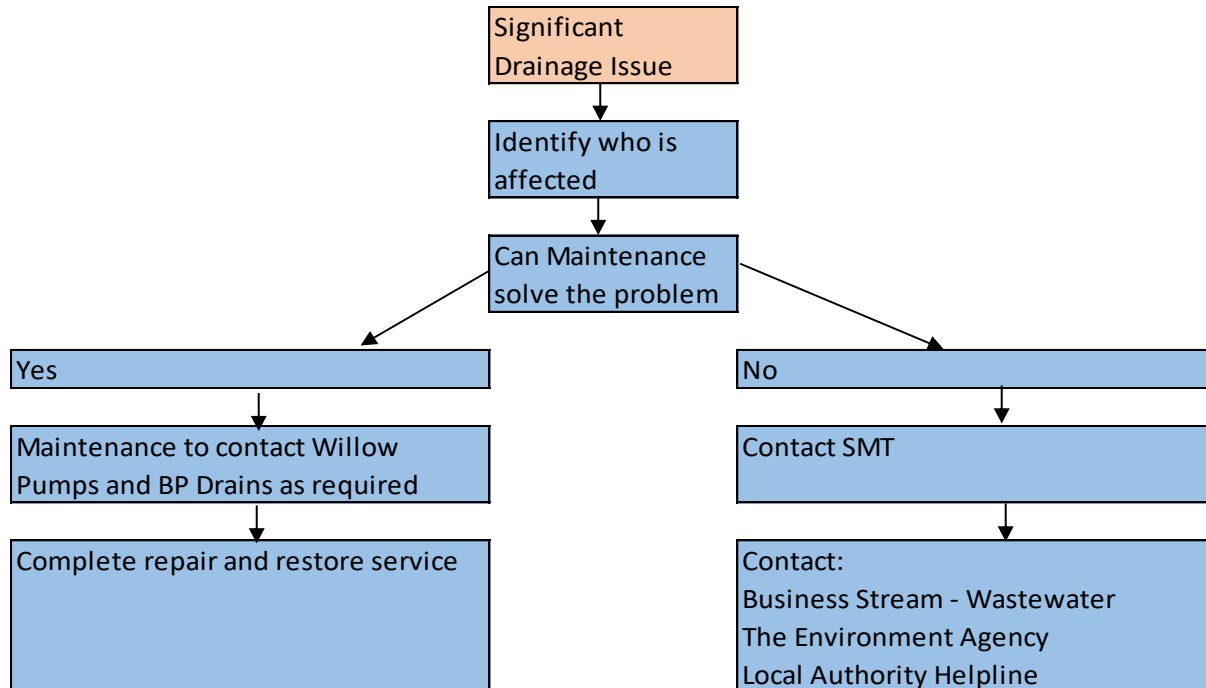 Significant
Drainage Issue
Identify who is
affected
Can Maintenance
solve the problem
Yes
No
Maintenance to contact Willow
Pumps and BP Drains as required
Contact SMT
Complete repair and restore service
Contact:
Business Stream - Wastewater
The Environment Agency
Local Authority Helpline